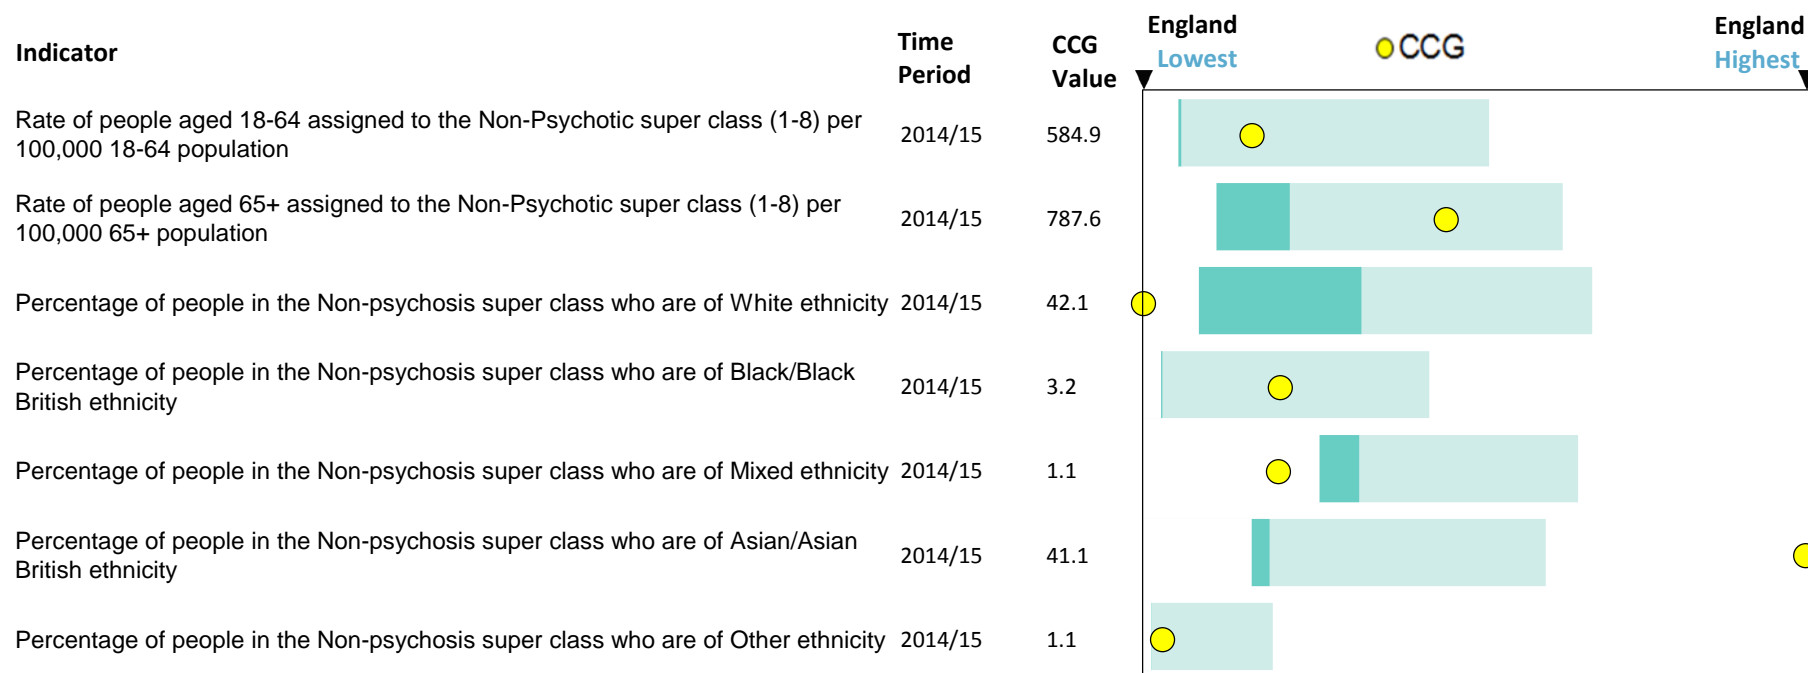 Indicator
Time
Period
CCG
Value
England
Lowest
CCG
England
Highest
Rate of people aged 18-64 assigned to the Non-Psychotic super class (1-8) per
100,000 18-64 population
2014/15
584.9
Rate of people aged 65+ assigned to the Non-Psychotic super class (1-8) per
100,000 65+ population
2014/15
787.6
Percentage of people in the Non-psychosis super class who are of White ethnicity
2014/15
42.1
Percentage of people in the Non-psychosis super class who are of Black/Black
British ethnicity
2014/15
3.2
Percentage of people in the Non-psychosis super class who are of Mixed ethnicity
2014/15
1.1
Percentage of people in the Non-psychosis super class who are of Asian/Asian
British ethnicity
2014/15
41.1
Percentage of people in the Non-psychosis super class who are of Other ethnicity
2014/15
1.1